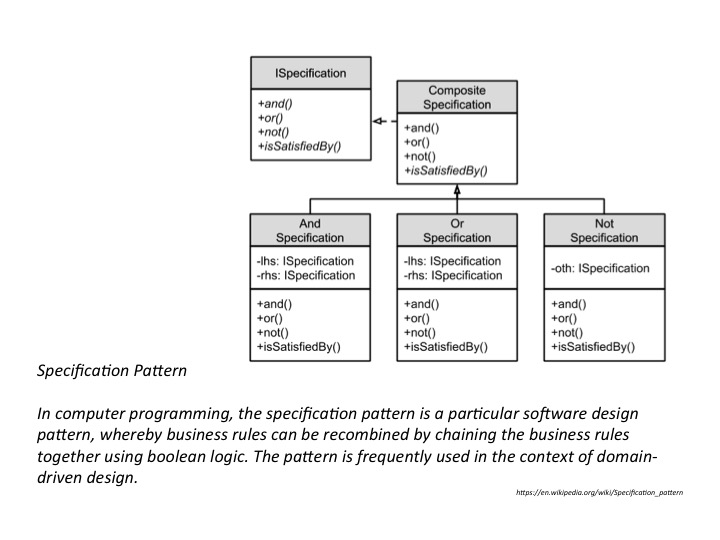 ISpecification
+and()
+or()
+not()
+isSatisfiedBy()
Composite
Specification
+and()
+or()
+not()
+isSatisfiedBy()
And
Specification
-lhs: ISpecification
-rhs: ISpecification
+and()
+or()
+not()
+isSatisfiedBy()
Or
Specification
-lhs: ISpecification
-rhs: ISpecification
+and()
+or()
+not()
+isSatisfiedBy()
Not
Specification
-oth: ISpecification
+and()
+or()
+not()
+isSatisfiedBy()
Specification Pattern
In computer programming, the specification pattern is a particular software design
pattern, whereby business rules can be recombined by chaining the business rules
together using boolean logic. The pattern is frequently used in the context of domain-
driven design.
https://en.wikipedia.org/wiki/Specification_pattern